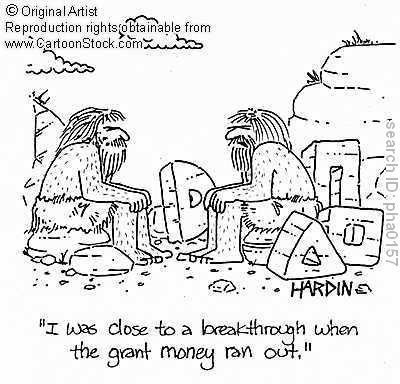 © Original Artist
Reproduction rights obtainable from
www.CartoonStock.com
search ID: pha0157
HARDIN
"I was close to a breakthrough when
the grant money ran out."